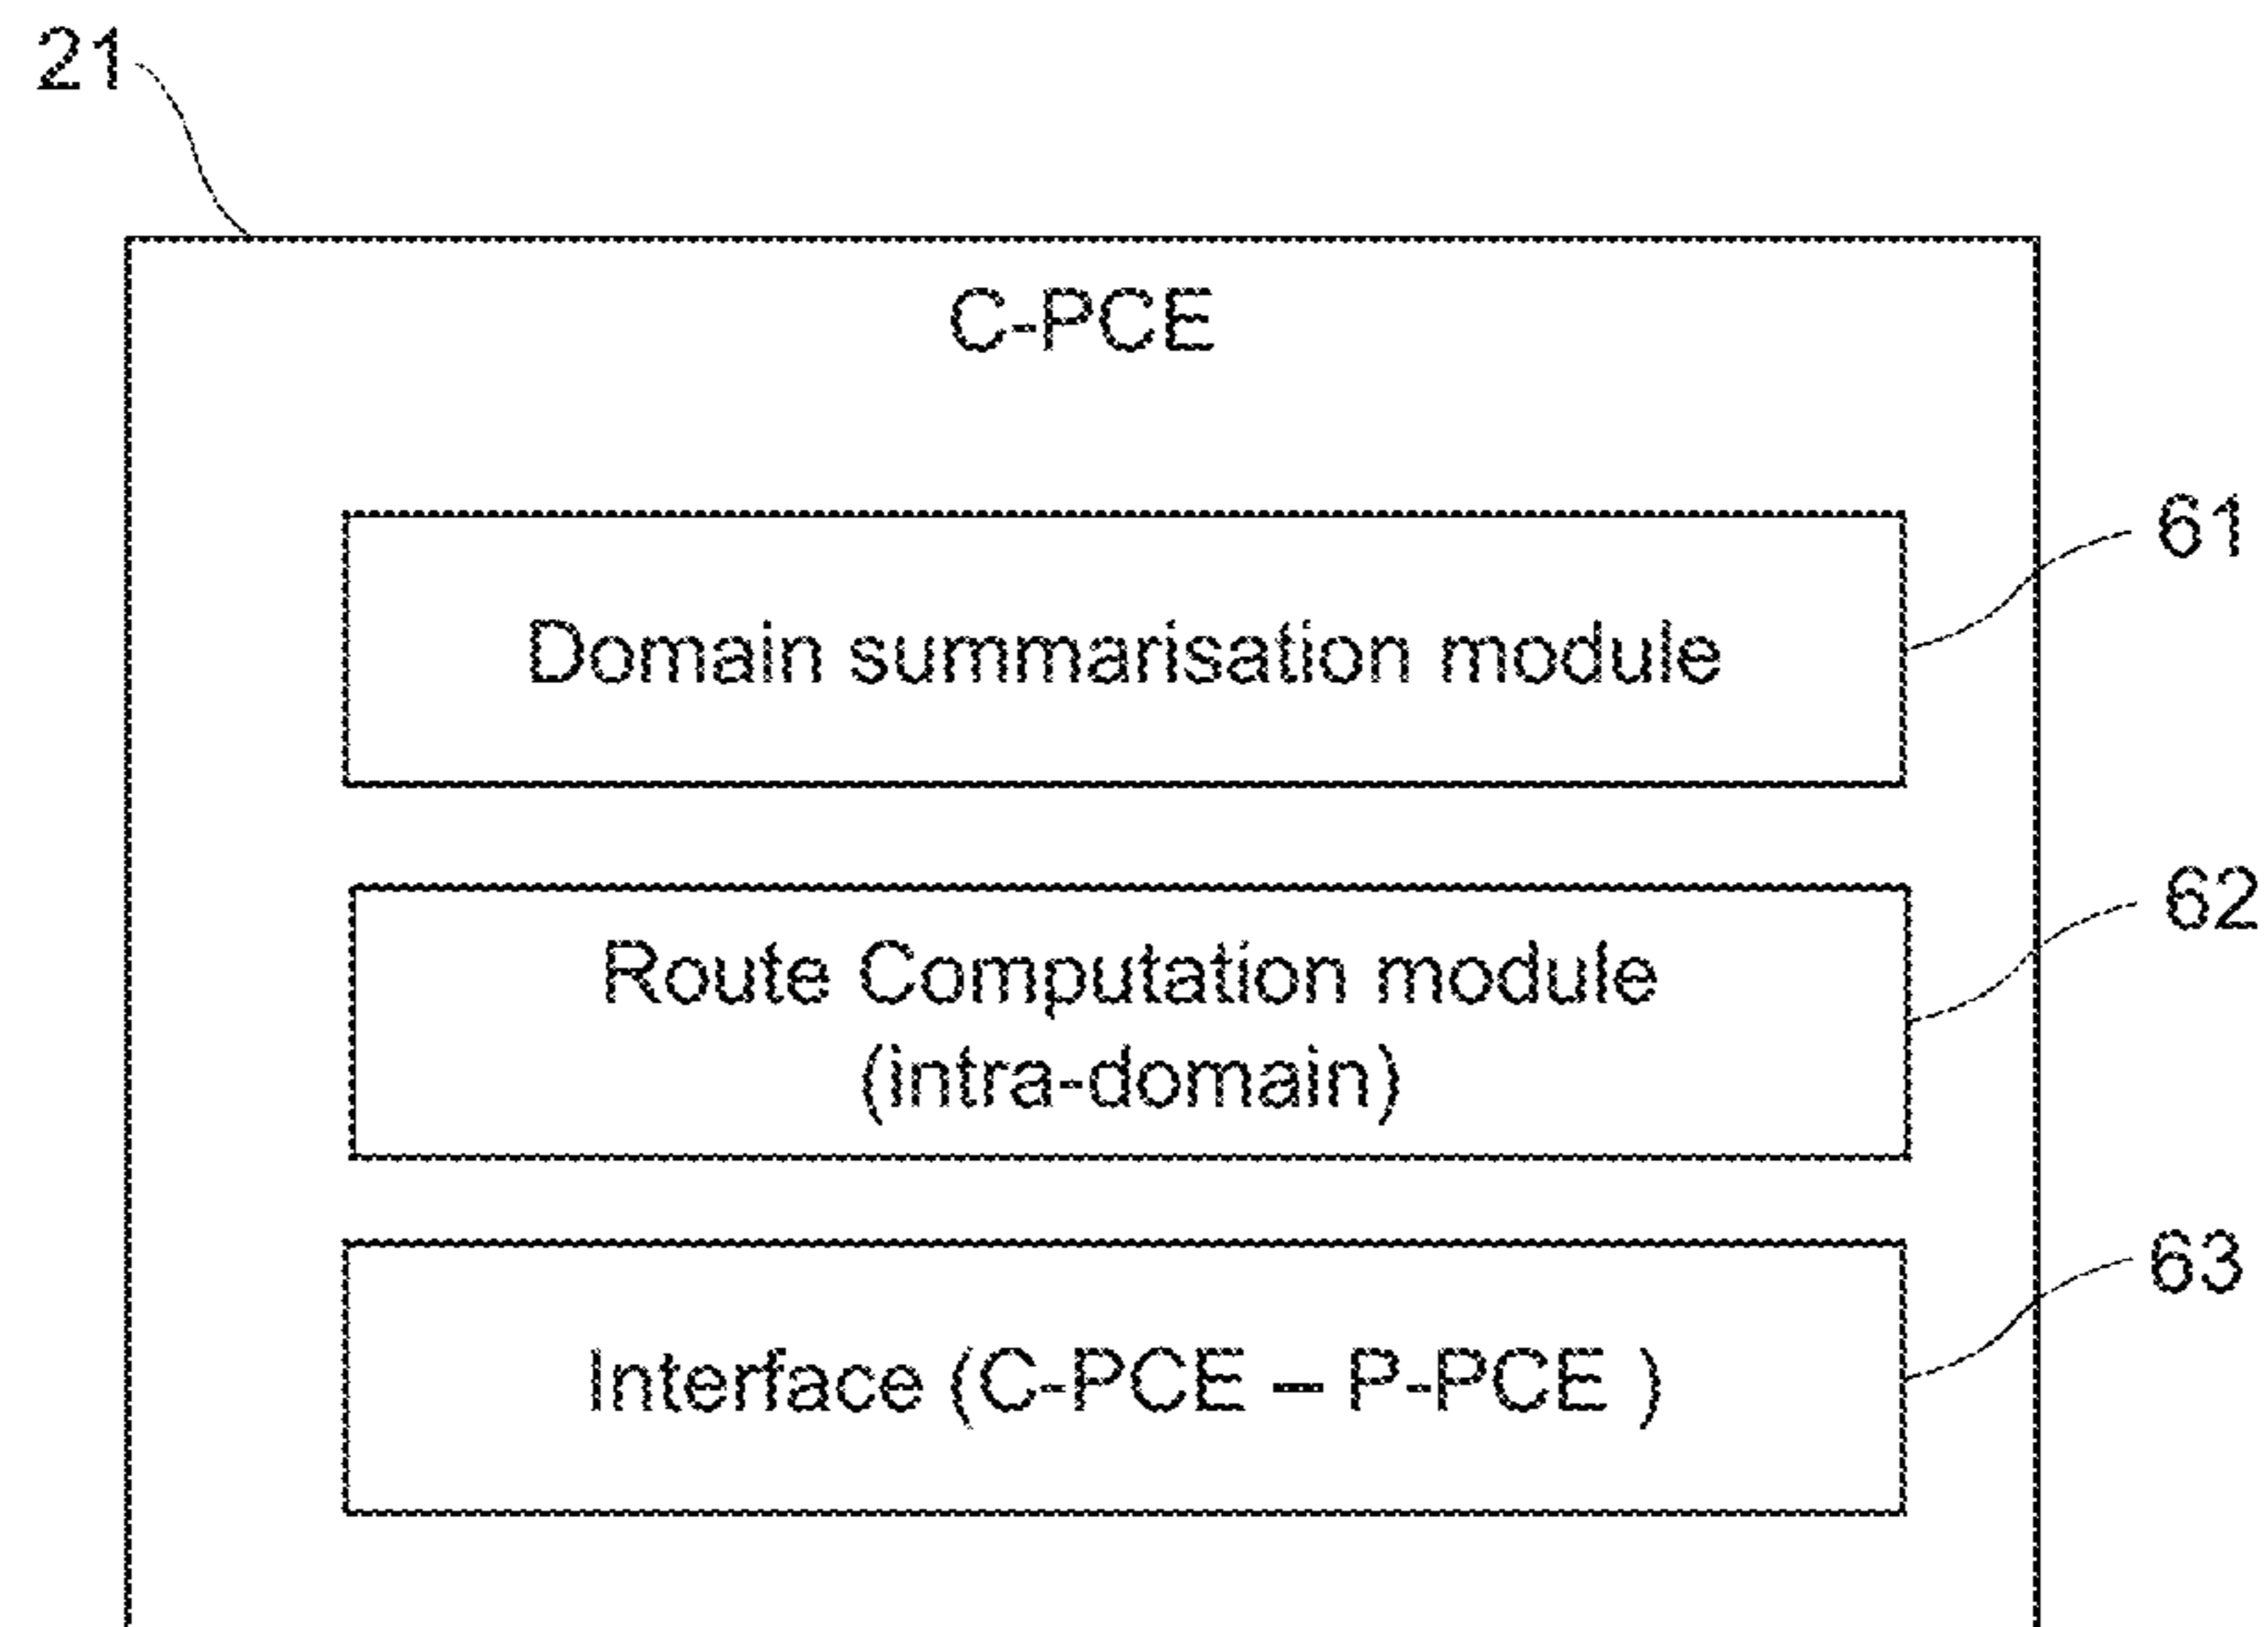 21
C-PCE
61
Domain summarisation module
62
Route Computation module
(intra-domain)
63
Interface (C-PCE – P-PCE )